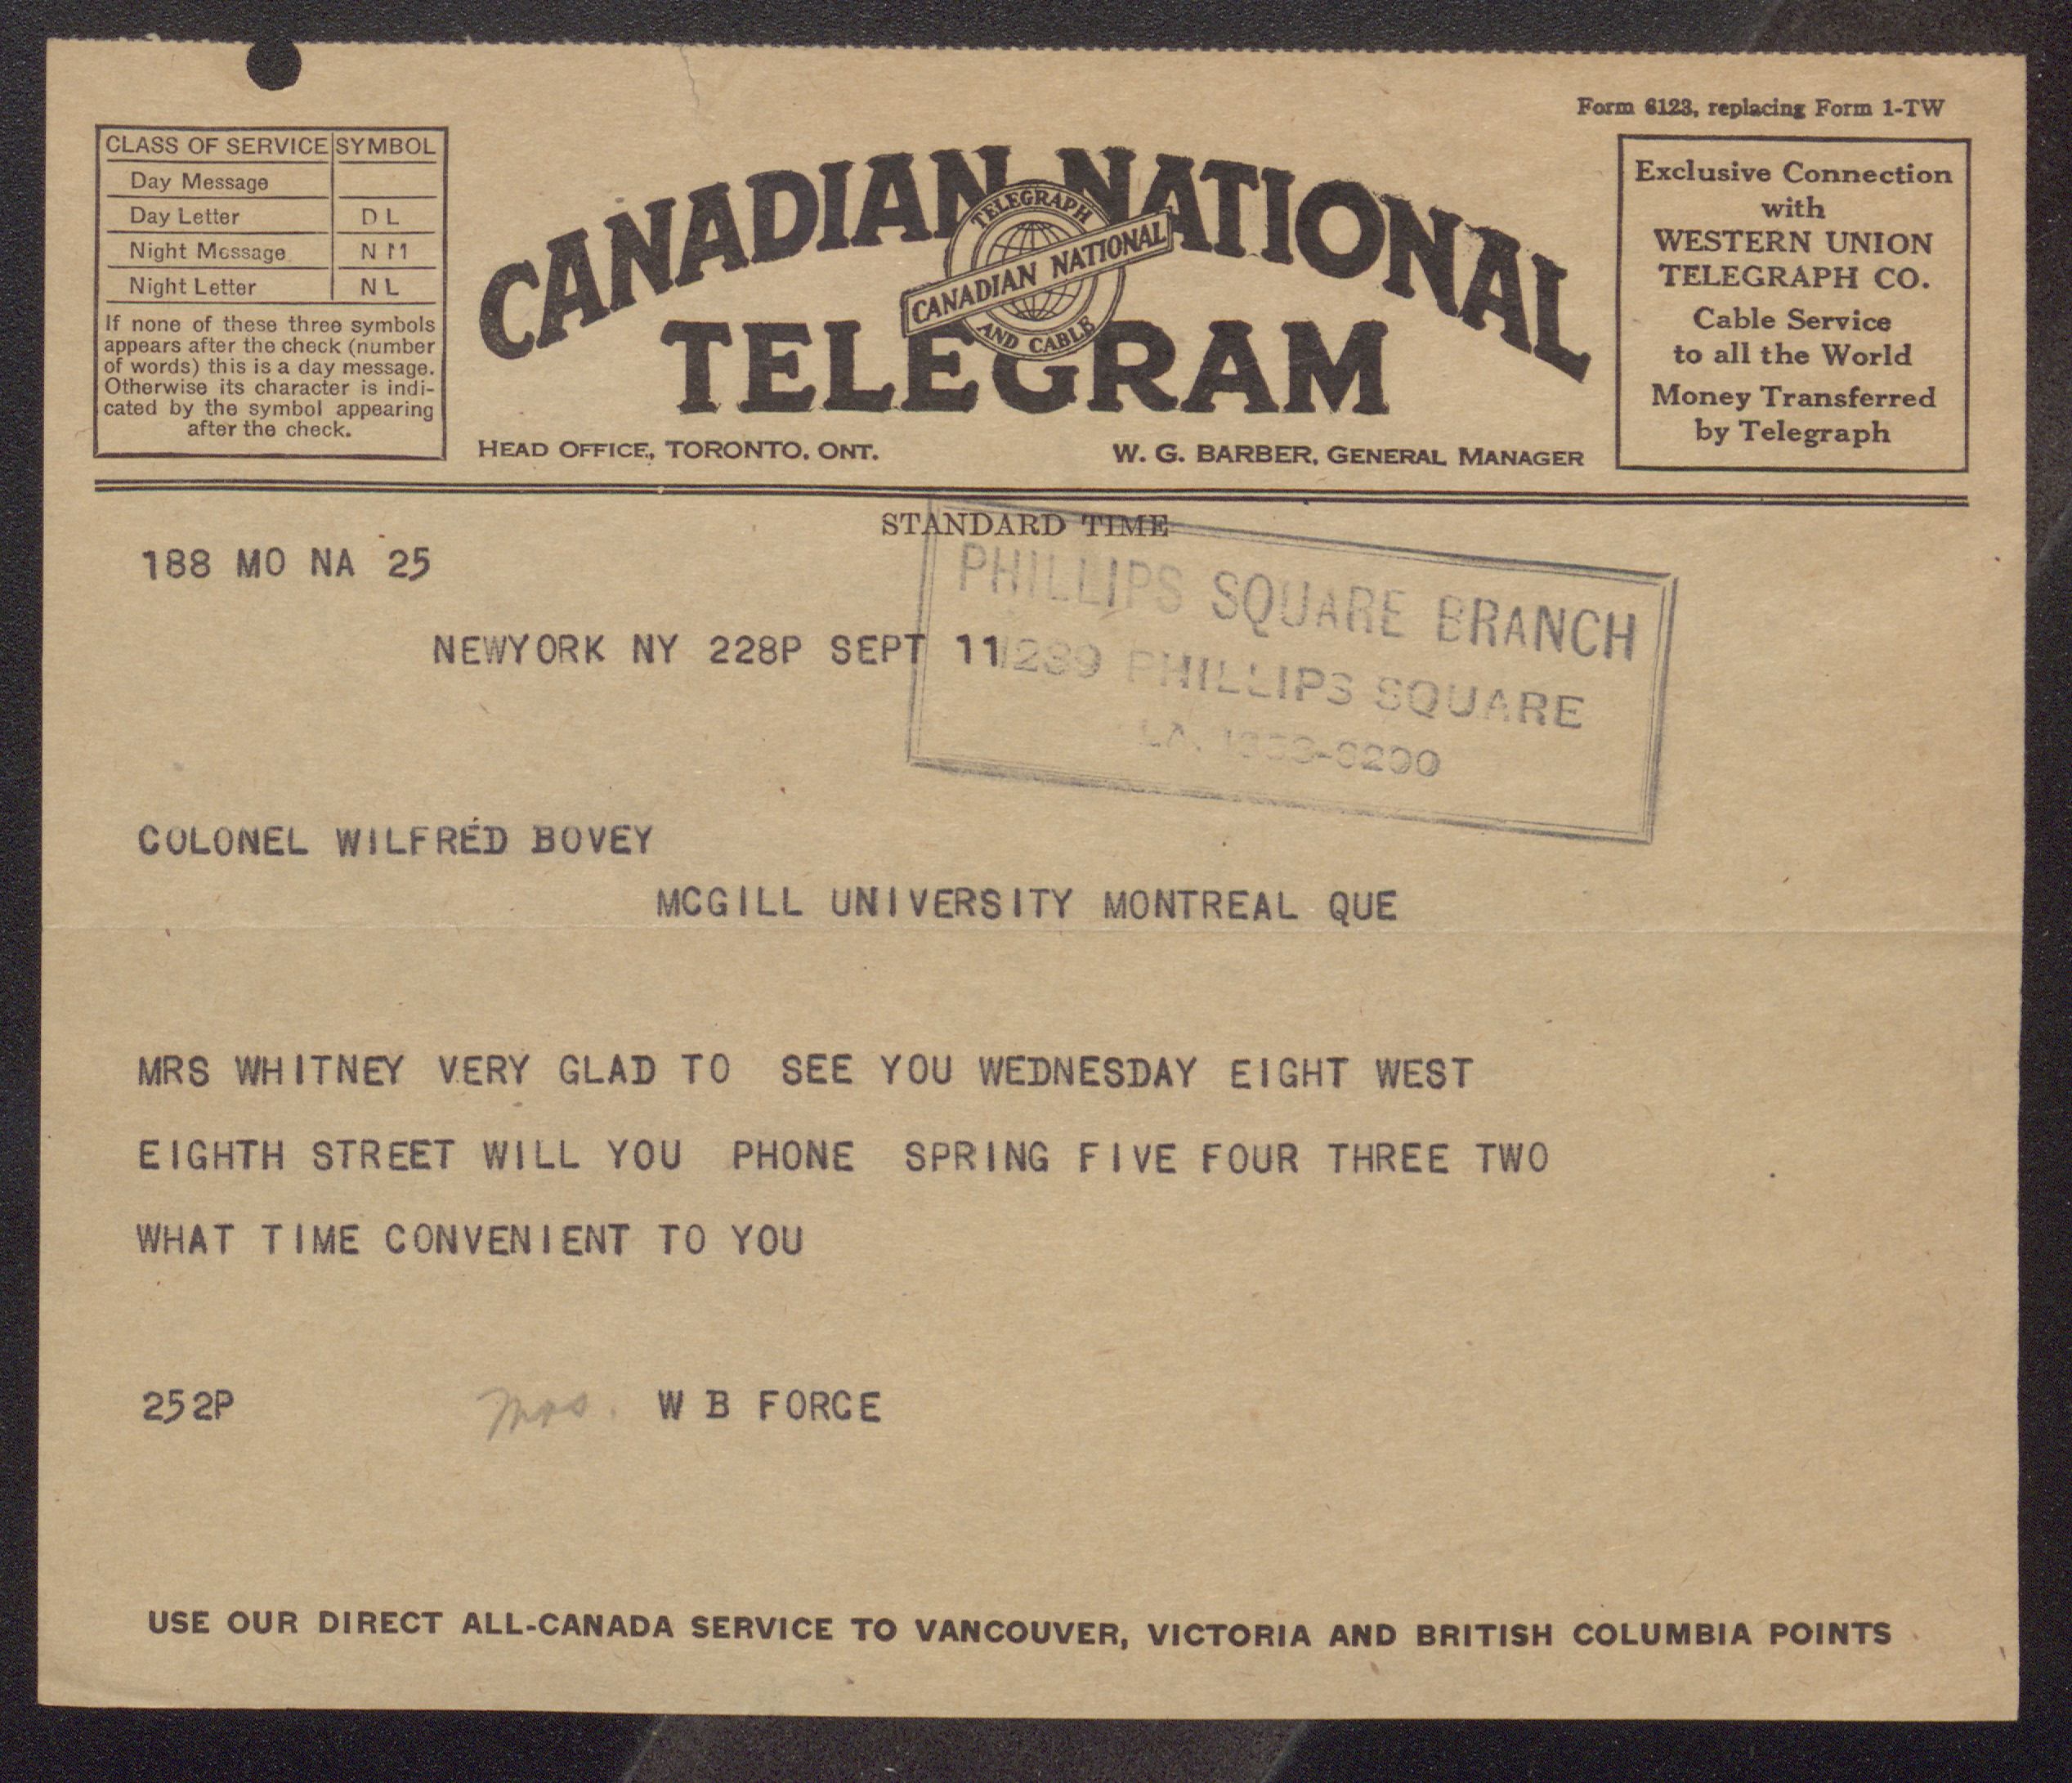 Form 6123, replacing Form 1-TW
CLASS OF SERVICE SYMBOL
Day Message
Day Letter D L
Night Message N M
Night Letter N L
If none of these three symbols
appears after the check (number
of words) this is a day message.
Otherwise its character is indi-
cated by the symbol appearing
after the check.
CANADIAN NATIONAL
TELEGRAM
TELEGRAPH
CANADIAN NATIONAL
AND CABLE
HEAD OFFICE, TORONTO, ONT.
W. G. BARBER, GENERAL MANAGER
Exclusive Connection
with
WESTERN UNION
TELEGRAPH CO.
Cable Service
to all the World
Money Transferred
by Telegraph
STANDARD TIME
188 MO NA 25
NEWYORK NY 228P SEPT 11
PHILLIPS SQUARE BRANCH
1289 PHILLIPS SQUARE
LA.
COLONEL WILFRED BOVEY
MCGILL UNIVERSITY MONTREAL QUE
MRS WHITNEY VERY GLAD TO SEE YOU WEDNESDAY EIGHT WEST
EIGHTH STREET WILL YOU PHONE SPRING FIVE FOUR THREE TWO
WHAT TIME CONVENIENT TO YOU
252P Mrs. W B FORCE
USE OUR DIRECT ALL-CANADA SERVICE TO VANCOUVER, VICTORIA AND BRITISH COLUMBIA POINTS